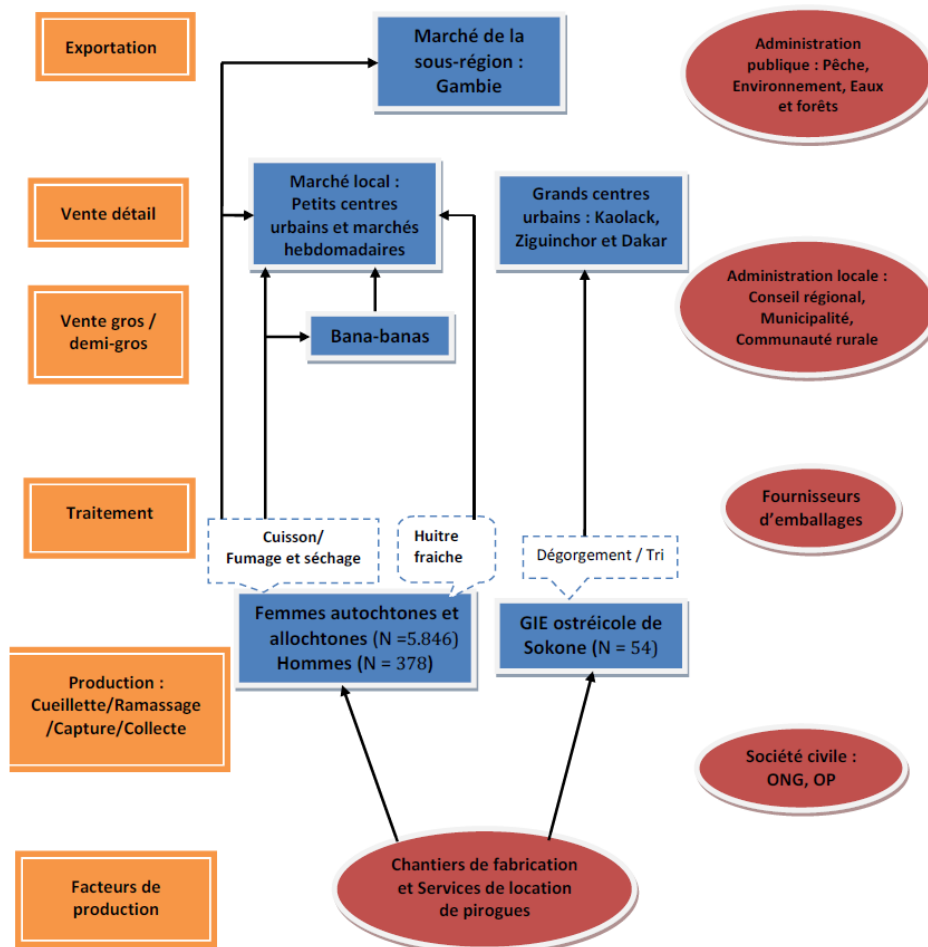 Exportation
Marché de la
sous-région :
Gambie
Administration
publique : Pêche,
Environnement, Eaux
et forêts
Vente détail
Marché local :
Petits centres
urbains et marchés
hebdomadaires
Grands centres
urbains : Kaolack,
Ziguinchor et Dakar
Administration locale :
Conseil régional,
Municipalité,
Communauté rurale
Vente gros /
demi-gros
Bana-banas
Traitement
Cuisson/
Fumage et séchage
Huitre
fraiche
Dégorgement / Tri
Fournisseurs
d’emballages
Femmes autochtones et
allochtones (N =5.846)
Hommes (N = 378)
GIE ostréicole de
Sokone (N = 54)
Production :
Cueillette/Ramassage
/Capture/Collecte
Société civile :
ONG, OP
Facteurs de
production
Chantiers de fabrication
et Services de location
de pirogues